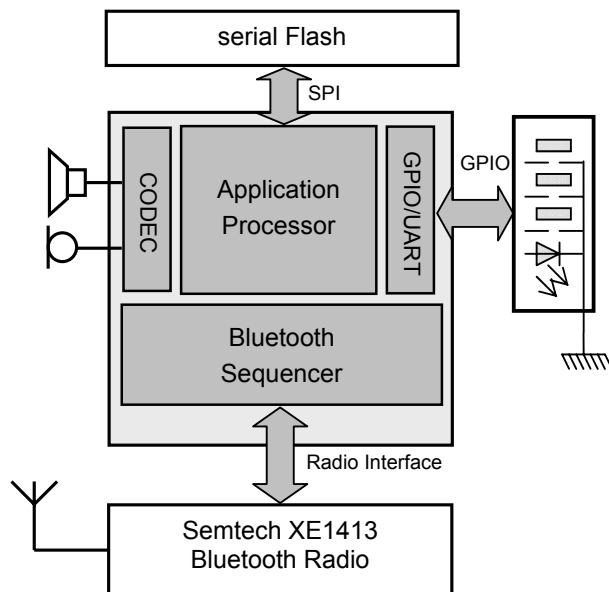 serial Flash
SPI
CODEC
Application
Processor
GPIO/UART
GPIO
Bluetooth
Sequencer
Radio Interface
Semtech XE1413
Bluetooth Radio